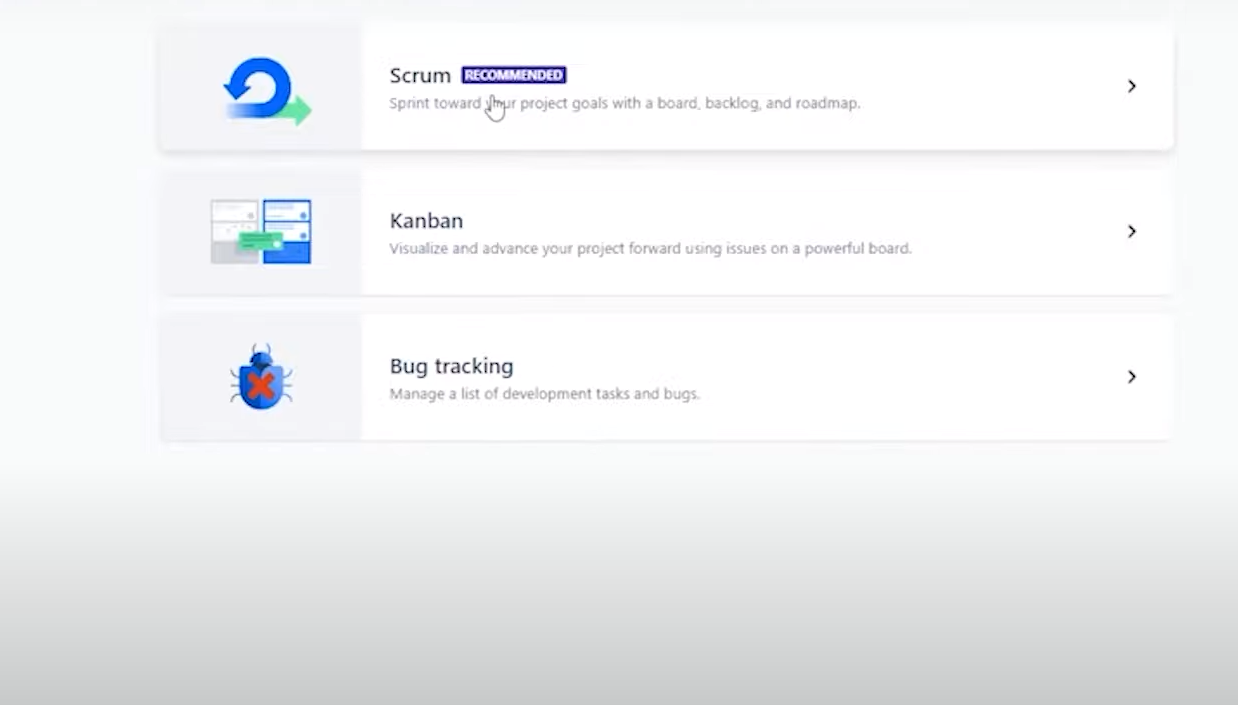 Scrum RECOMMENDED
Sprint toward your project goals with a board, backlog, and roadmap.
Kanban
Visualize and advance your project forward using issues on a powerful board.
Bug tracking
Manage a list of development tasks and bugs.